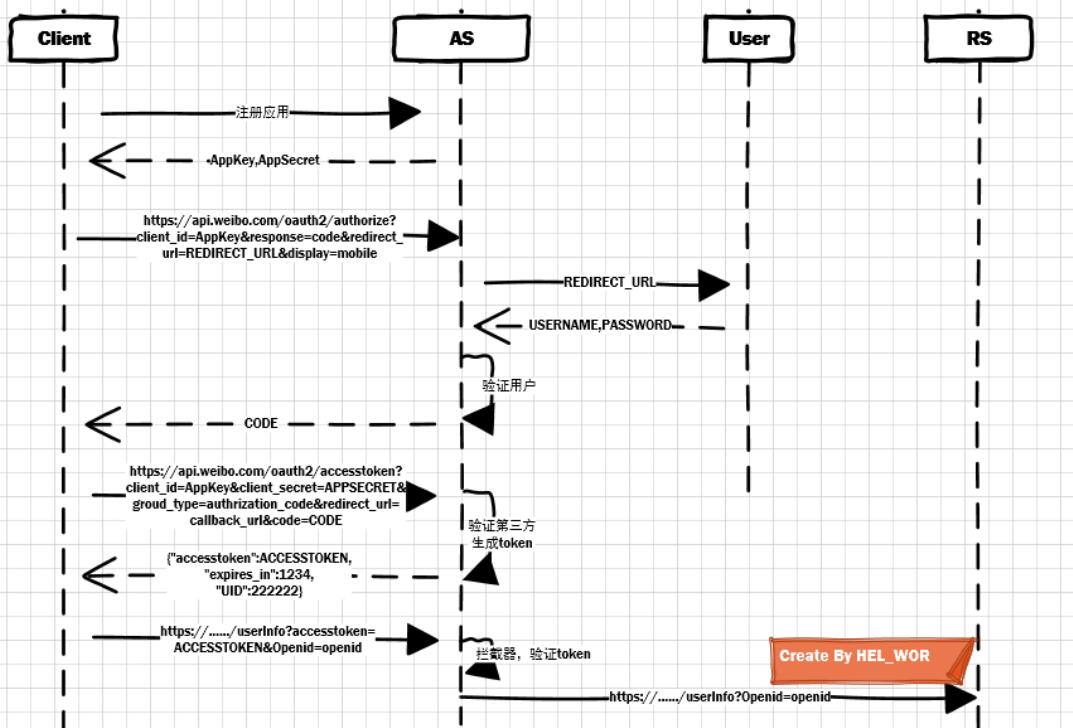 Client
AS
User
RS
注册应用
AppKey,AppSecret
https://api.weibo.com/oauth2/authorize?
client_id=AppKey&response=code&redirect_
url=REDIRECT_URL&display=mobile
REDIRECT_URL
USERNAME,PASSWORD
验证用户
CODE
https://api.weibo.com/oauth2/accesstoken?
client_id=AppKey&client_secret=APPSECRET&
groud_type=authrization_code&redirect_url=
callback_url&code=CODE
验证第三方
生成token
{"accesstoken":ACCESSTOKEN,
"expires_in":1234,
"UID":222222}
https://....../userInfo?accesstoken=
ACCESSTOKEN&Openid=openid
拦截器，验证token
Create By HEL_WOR
https://....../userInfo?Openid=openid